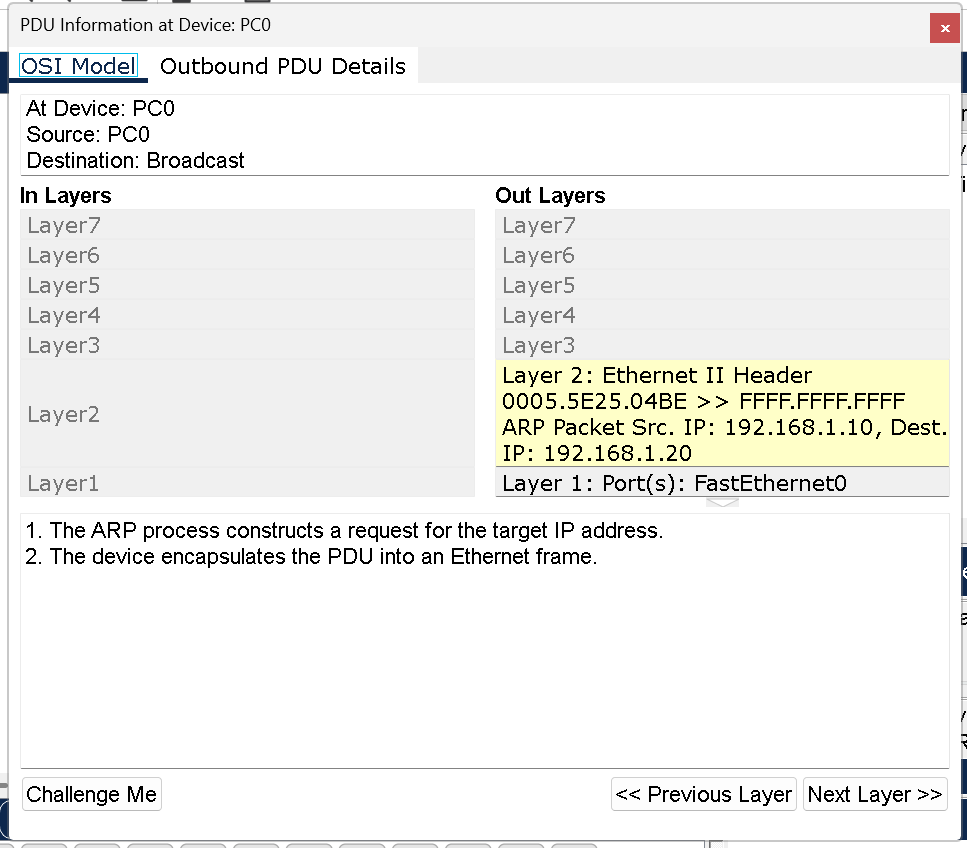 PDU Information at Device: PC0
x
OSI Model
Outbound PDU Details
At Device: PC0
Source: PC0
Destination: Broadcast
In Layers
Layer7
Layer6
Layer5
Layer4
Layer3
Layer2
Layer1
Out Layers
Layer7
Layer6
Layer5
Layer4
Layer3
Layer 2: Ethernet II Header
0005.5E25.04BE >> FFFF.FFFF.FFFF
ARP Packet Src. IP: 192.168.1.10, Dest.
IP: 192.168.1.20
Layer 1: Port(s): FastEthernet0
1. The ARP process constructs a request for the target IP address.
2. The device encapsulates the PDU into an Ethernet frame.
Challenge Me
<< Previous Layer
Next Layer >>